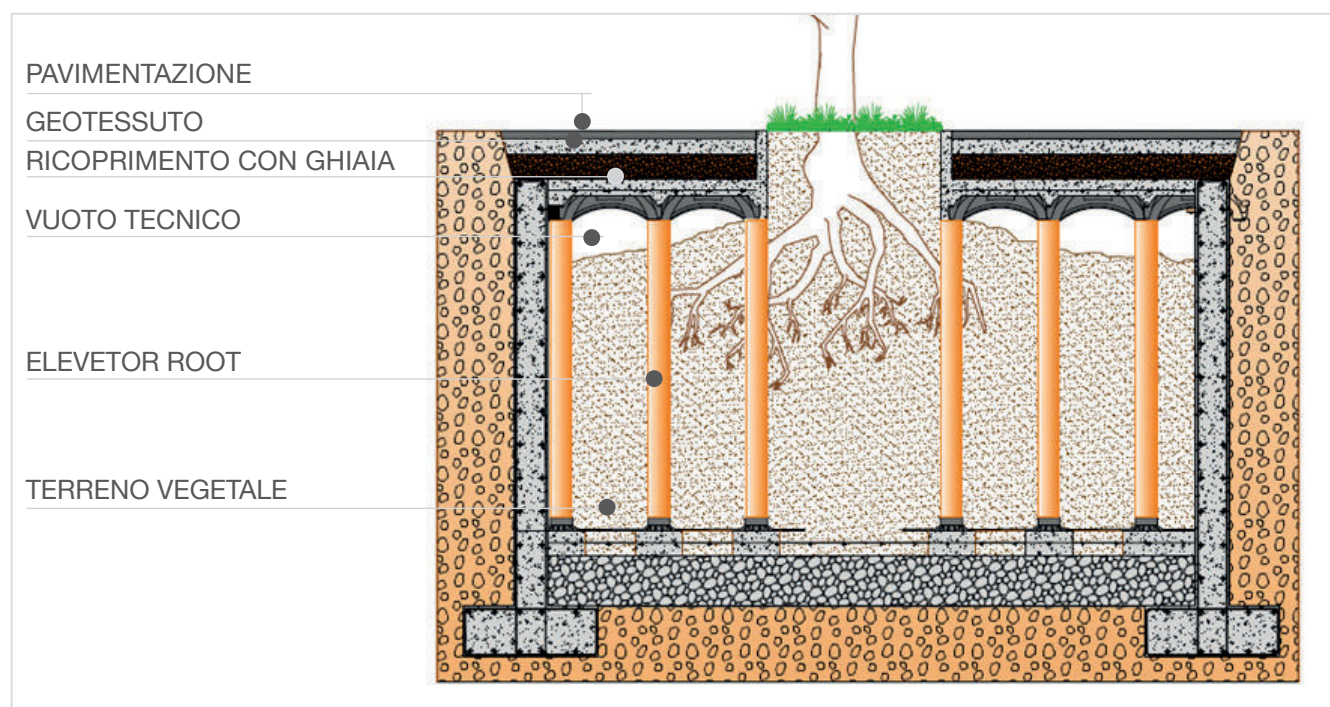 PAVIMENTAZIONE
GEOTESSUTO
RICOPRIMENTO CON GHIAIA
VUOTO TECNICO
ELEVETOR ROOT
TERRENO VEGETALE